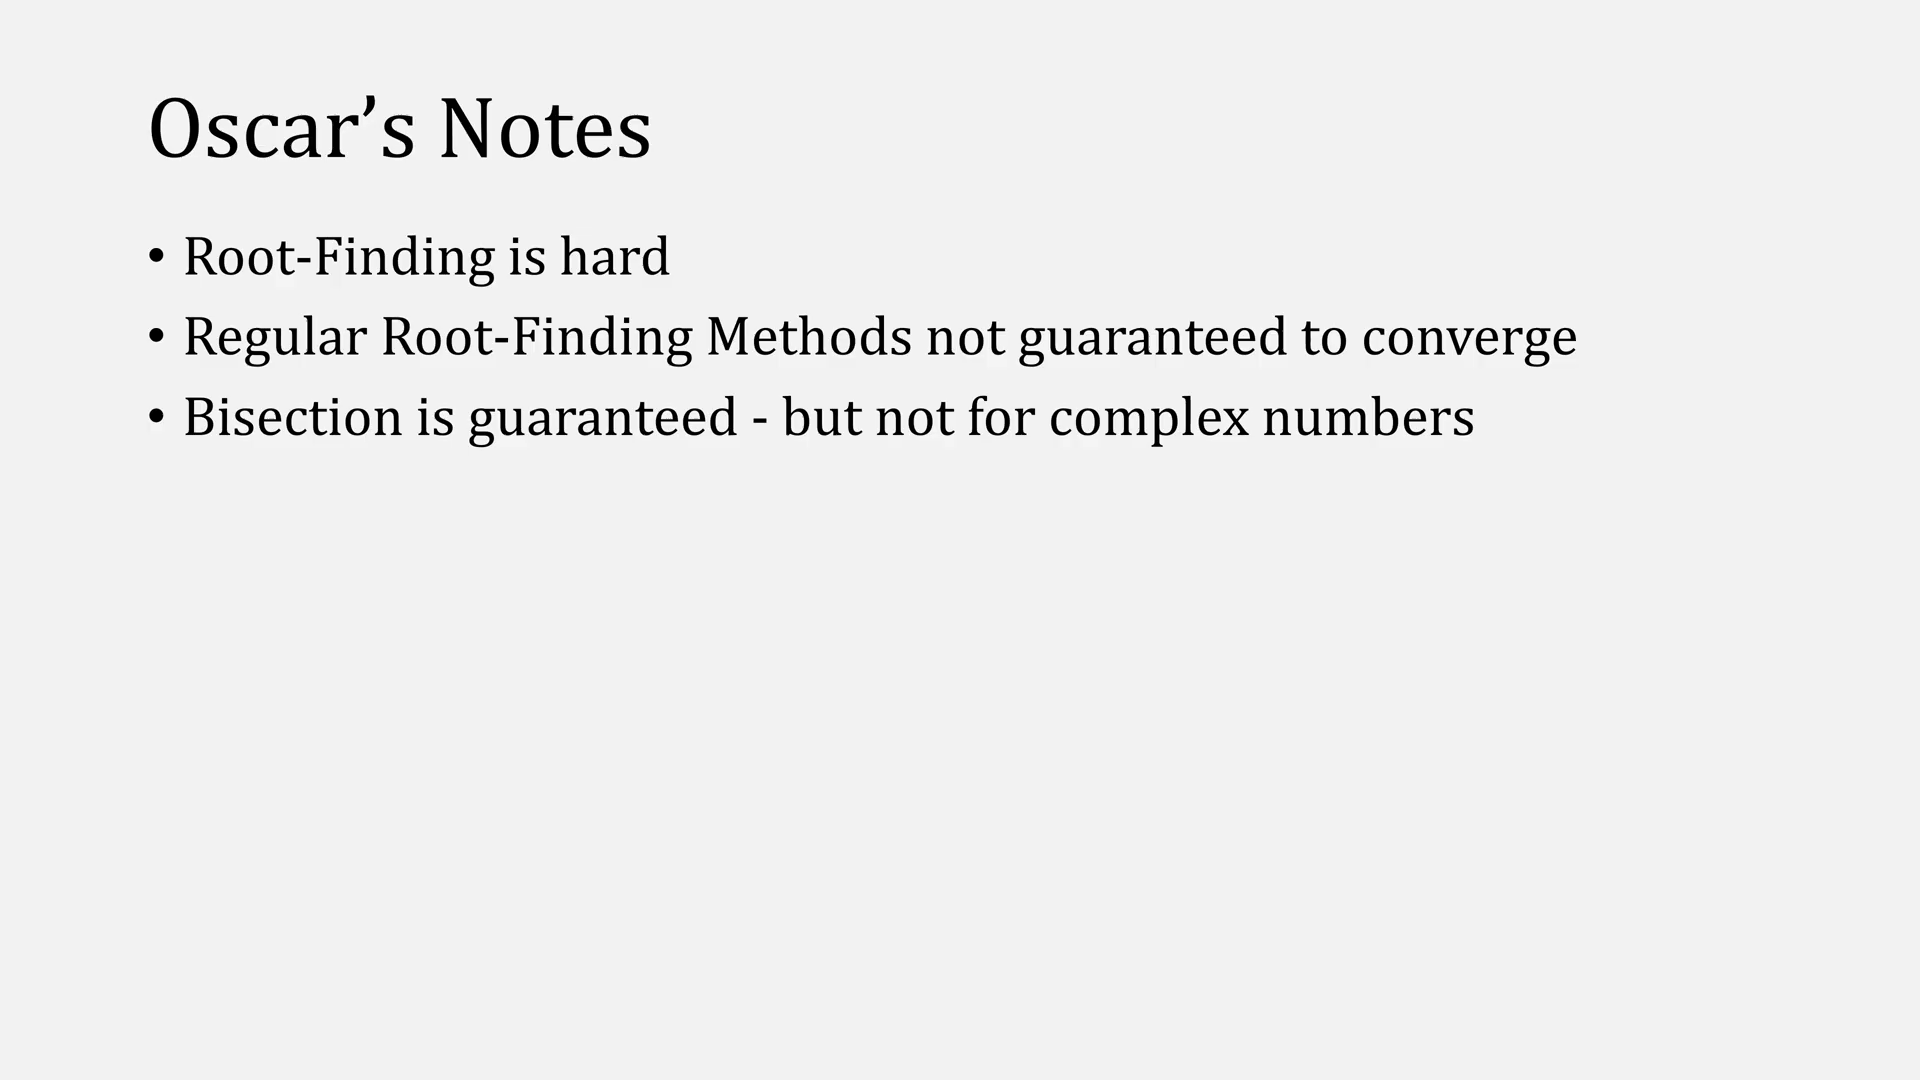 Oscar’s Notes
• Root-Finding is hard
• Regular Root-Finding Methods not guaranteed to converge
• Bisection is guaranteed - but not for complex numbers